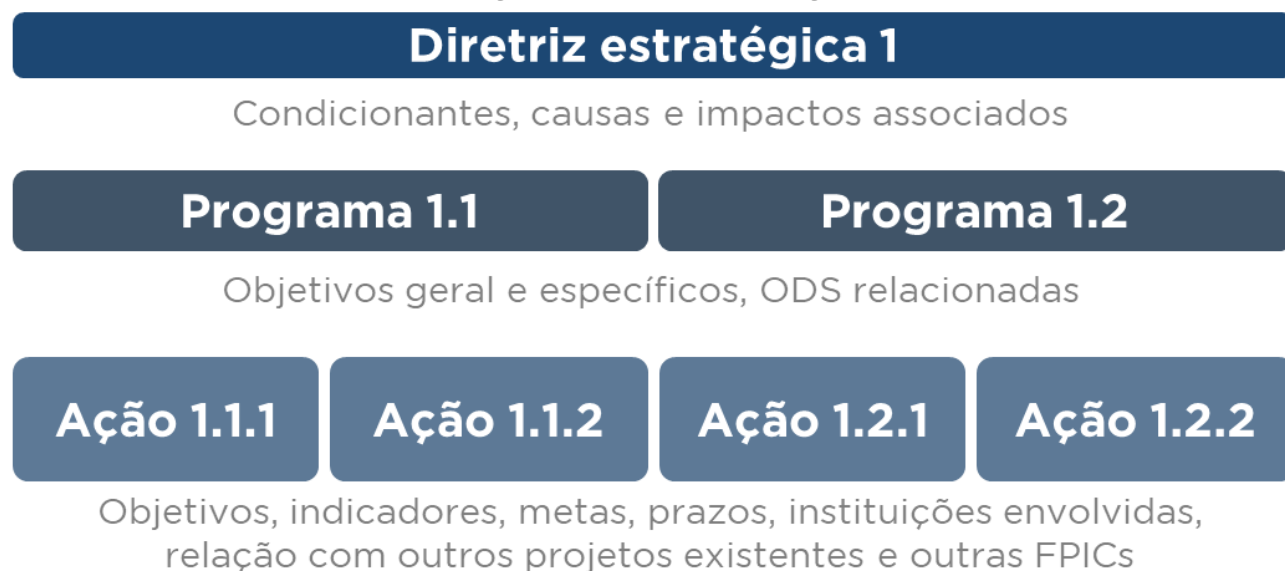 Diretriz estratégica 1
Condicionantes, causas e impactos associados
Programa 1.1
Programa 1.2
Objetivos geral e específicos, ODS relacionadas
Ação 1.1.1
Ação 1.1.2
Ação 1.2.1
Ação 1.2.2
Objetivos, indicadores, metas, prazos, instituições envolvidas,
relação com outros projetos existentes e outras FPICs